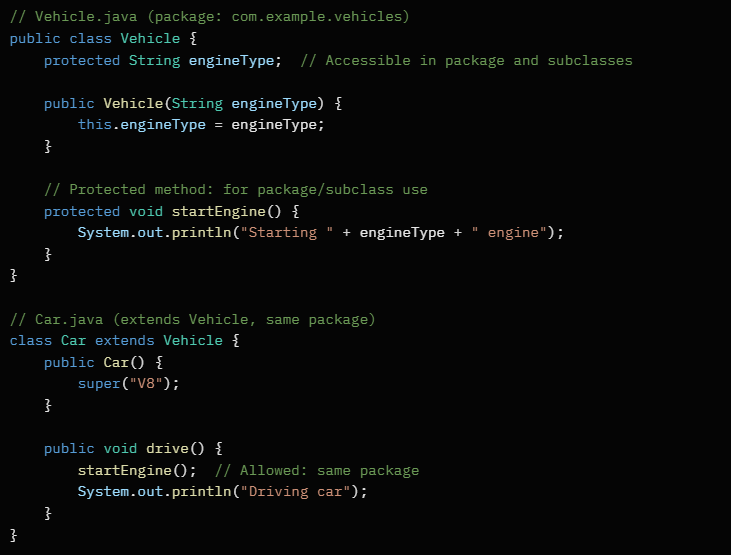 // Vehicle.java (package: com.example.vehicles)
public class Vehicle {
    protected String engineType;  // Accessible in package and subclasses

    public Vehicle(String engineType) {
        this.engineType = engineType;
    }

    // Protected method: for package/subclass use
    protected void startEngine() {
        System.out.println("Starting " + engineType + " engine");
    }
}

// Car.java (extends Vehicle, same package)
class Car extends Vehicle {
    public Car() {
        super("V8");
    }

    public void drive() {
        startEngine();  // Allowed: same package
        System.out.println("Driving car");
    }
}